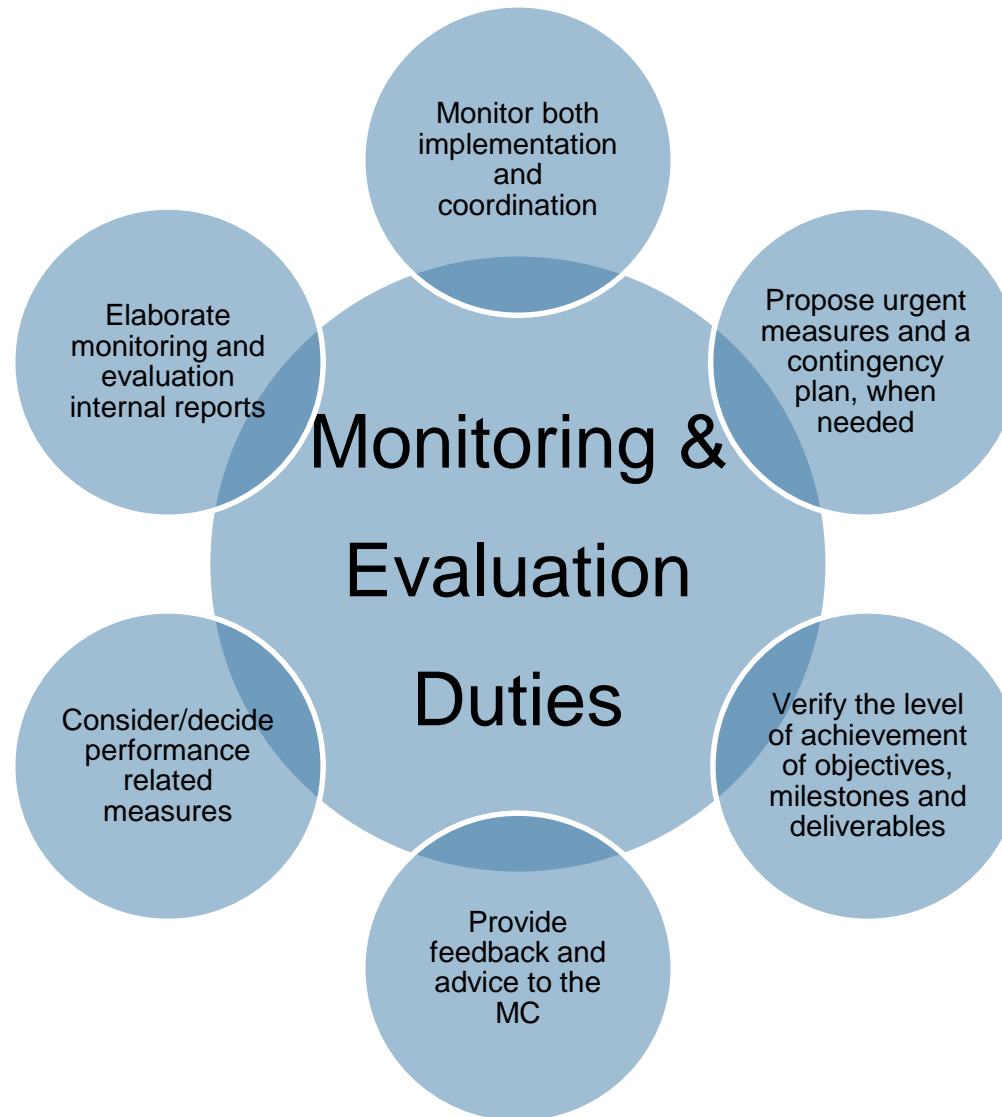 Monitor both
implementation
and
coordination
Propose urgent
measures and a
contingency
plan, when
needed
Verify the level
of achievement
of objectives,
milestones and
deliverables
Provide
feedback and
advice to the
MC
Consider/decide
performance
related
measures
Elaborate
monitoring and
evaluation
internal reports
Monitoring &
Evaluation
Duties